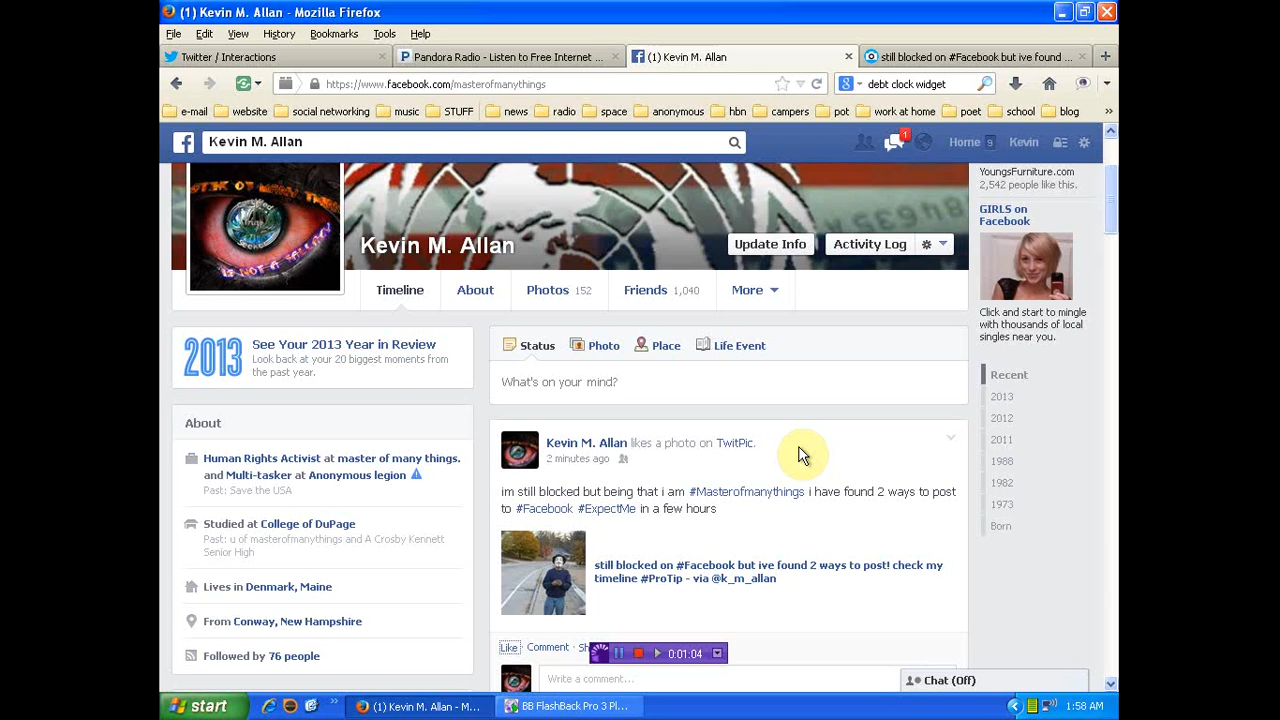 (1) Kevin M. Allan - Mozilla Firefox
File Edit View History Bookmarks Tools Help
Twitter / Interactions
Pandora Radio - Listen to Free Internet ...
(1) Kevin M. Allan
still blocked on #Facebook but ive found ...
https://www.facebook.com/masterofmanythings
debt clock widget
e-mail website social networking music STUFF news radio space anonymous hbn campers pot work at home poet school blog
Kevin M. Allan
1
Home 9 Kevin
YoungsFurniture.com
2,542 people like this.
GIRLS on
Facebook
Click and start to mingle
with thousands of local
singles near you.
Kevin M. Allan
Update Info
Activity Log
Timeline About Photos 152 Friends 1,040 More
2013
See Your 2013 Year in Review
Look back at your 20 biggest moments from
the past year.
Status Photo Place Life Event
What's on your mind?
Recent
2013
2012
2011
1988
1982
1973
Born
About
Human Rights Activist at master of many things.
and Multi-tasker at Anonymous legion
Past: Save the USA
Studied at College of DuPage
Past: u of masterofmanythings and A Crosby Kennett
Senior High
Lives in Denmark, Maine
From Conway, New Hampshire
Followed by 76 people
Kevin M. Allan likes a photo on TwitPic.
2 minutes ago
im still blocked but being that i am #Masterofmanythings i have found 2 ways to post
to #Facebook #ExpectMe in a few hours
still blocked on #Facebook but ive found 2 ways to post! check my
timeline #ProTip - via @k_m_allan
Like · Comment · Sh
0:01:04
Write a comment...
Chat (Off)
start
(1) Kevin M. Allan - M...
BB FlashBack Pro 3 Pl...
1:58 AM